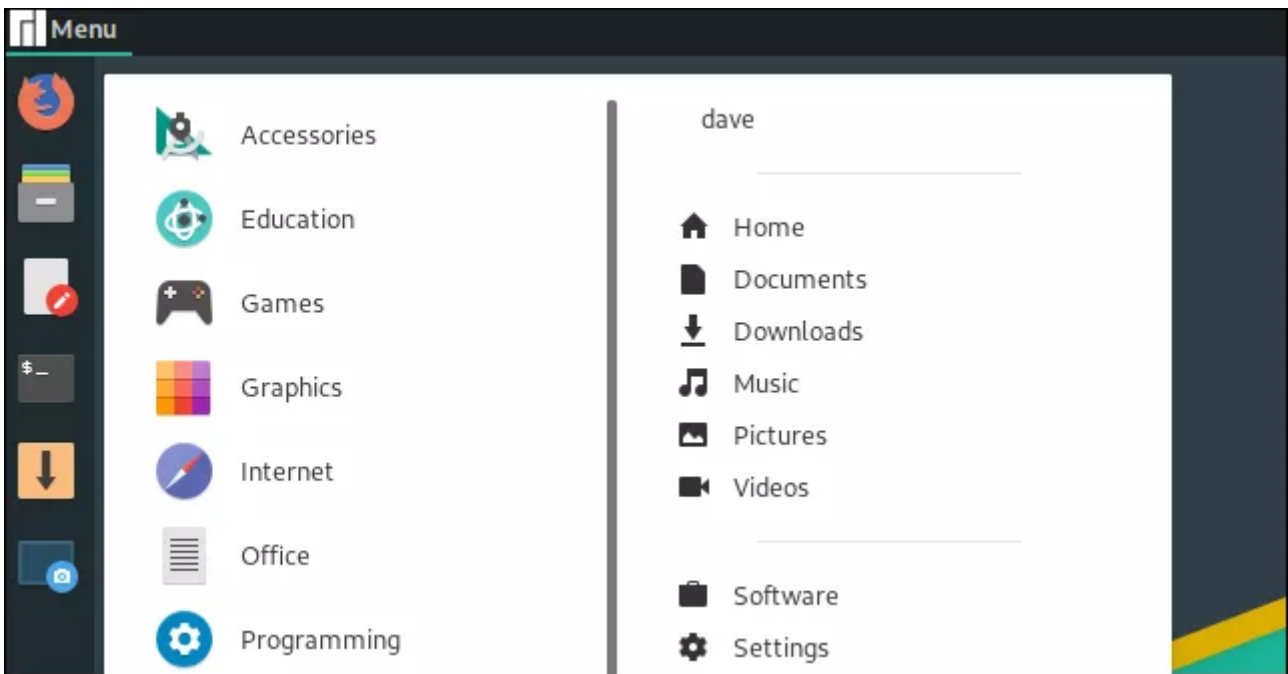 Menu
Accessories
Education
Games
Graphics
Internet
Office
Programming
dave
Home
Documents
Downloads
Music
Pictures
Videos
Software
Settings
$_